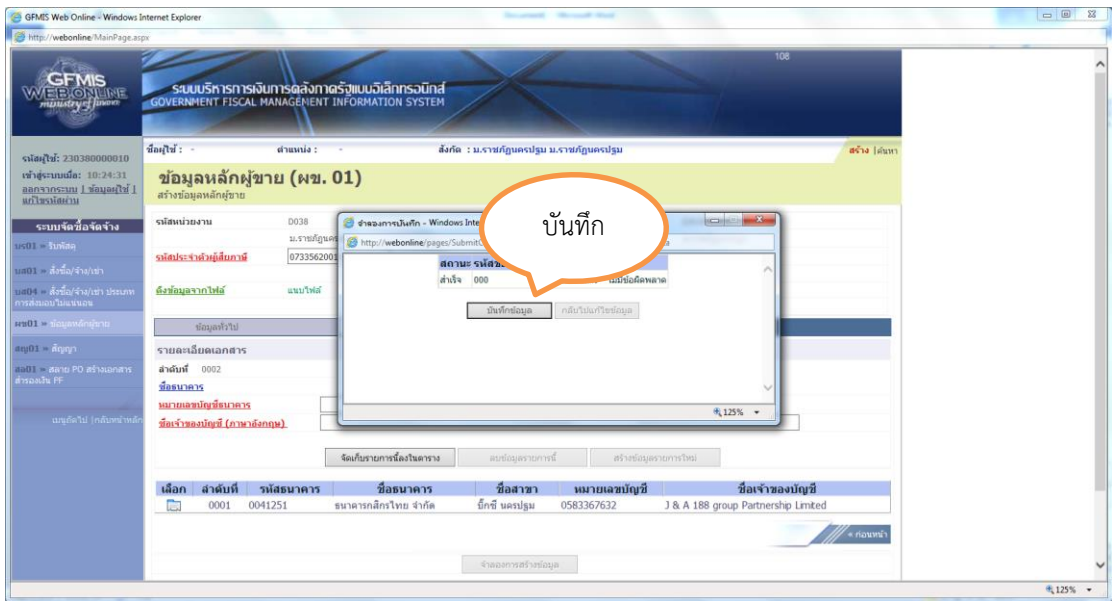 GFMIS Web Online - Windows Internet Explorer
http://webonline/MainPage.aspx
108
GFMIS
WEB ONLINE
ministry of finance
ระบบบริหารการเงินการคลังภาครัฐแบบอิเล็กทรอนิกส์
GOVERNMENT FISCAL MANAGEMENT INFORMATION SYSTEM
ชื่อผู้ใช้ : - ตำแหน่ง : - สังกัด : ม.ราชภัฏนครปฐม ม.ราชภัฏนครปฐม
สร้าง |ค้นหา
รหัสผู้ใช้: 230380000010
เข้าสู่ระบบเมื่อ: 10:24:31
ออกจากระบบ | ข้อมูลผู้ใช้ |
แก้ไขรหัสผ่าน
ระบบจัดซื้อจัดจ้าง
บร01 » รับพัสดุ
บส01 » สั่งซื้อ/จ้าง/เช่า
บส04 » สั่งซื้อ/จ้าง/เช่า ประเภท
การส่งมอบไม่แน่นอน
ผข01 » ข้อมูลหลักผู้ขาย
สญ01 » สัญญา
สล01 » สลาย PO สร้างเอกสาร
สำรองเงิน PF
เมนูถัดไป |กลับหน้าหลัก
ข้อมูลหลักผู้ขาย (ผข. 01)
สร้างข้อมูลหลักผู้ขาย
รหัสหน่วยงาน D038
ม.ราชภัฏนคร
รหัสประจำตัวผู้เสียภาษี 0733562001
ดึงข้อมูลจากไฟล์ แนบไฟล์
ข้อมูลทั่วไป
รายละเอียดเอกสาร
ลำดับที่ 0002
ชื่อธนาคาร
หมายเลขบัญชีธนาคาร
ชื่อเจ้าของบัญชี (ภาษาอังกฤษ)
จำลองการบันทึก - Windows Inte
http://webonline/pages/Submit
สถานะ
สำเร็จ 000 ไม่มีข้อผิดพลาด
บันทึกข้อมูล กลับไปแก้ไขข้อมูล
125%
บันทึก
จัดเก็บรายการนี้ลงในตาราง ลบข้อมูลรายการนี้ สร้างข้อมูลรายการใหม่
เลือก ลำดับที่ รหัสธนาคาร ชื่อธนาคาร ชื่อสาขา หมายเลขบัญชี ชื่อเจ้าของบัญชี
0001 0041251 ธนาคารกสิกรไทย จำกัด บิ๊กซี นครปฐม 0583367632 J & A 188 group Partnership Limited
« ก่อนหน้า
จำลองการสร้างข้อมูล
125%